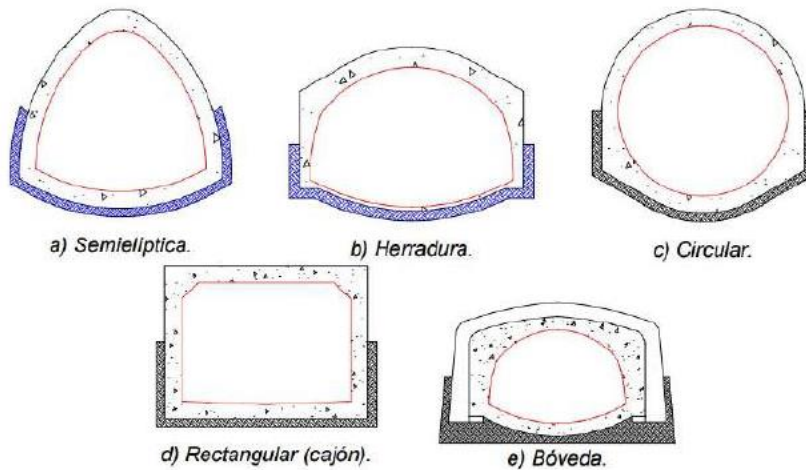 a) Semielíptica.
b) Herradura.
c) Circular.
d) Rectangular (cajón).
e) Bóveda.